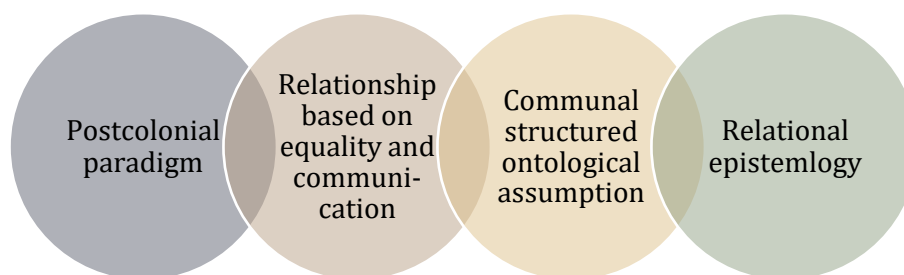 Postcolonial
paradigm
Relationship
based on
equality and
communi-
cation
Communal
structured
ontological
assumption
Relational
epistemlogy